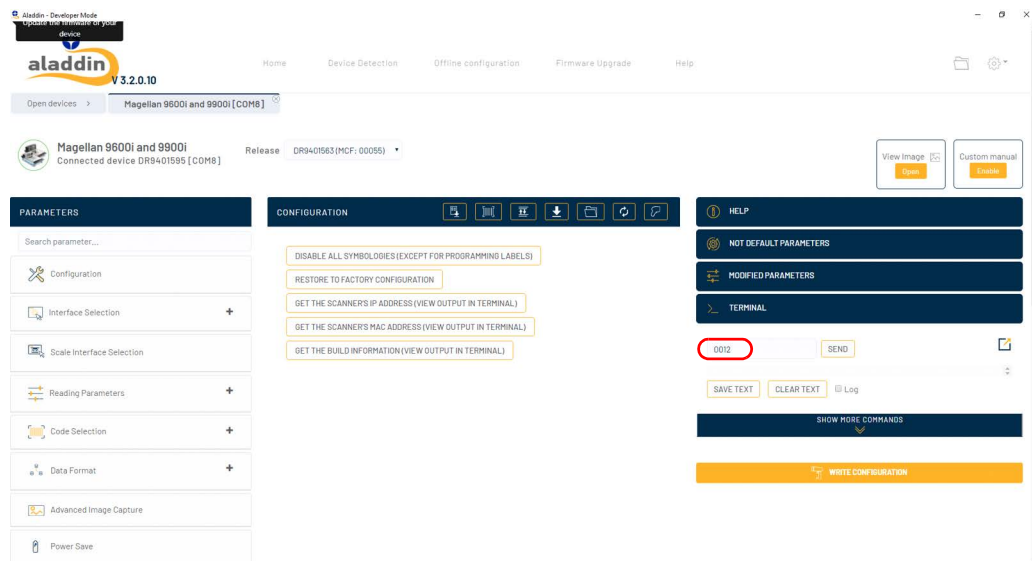 Aladdin - Developer Mode
Update the firmware of your
device
aladdin
V 3.2.0.10
Home Device Detection Offline configuration Firmware Upgrade Help
Open devices > Magellan 9600i and 9900i [COM8]
Magellan 9600i and 9900i
Connected device DR9401595 [COM8]
Release DR9401563 (MCF: 00055)
View Image
Open
Custom manual
Enable
PARAMETERS
Search parameter...
Configuration
Interface Selection +
Scale Interface Selection
Reading Parameters +
Code Selection +
Data Format +
Advanced Image Capture
Power Save
CONFIGURATION
DISABLE ALL SYMBOLOGIES (EXCEPT FOR PROGRAMMING LABELS)
RESTORE TO FACTORY CONFIGURATION
GET THE SCANNER'S IP ADDRESS (VIEW OUTPUT IN TERMINAL)
GET THE SCANNER'S MAC ADDRESS (VIEW OUTPUT IN TERMINAL)
GET THE BUILD INFORMATION (VIEW OUTPUT IN TERMINAL)
HELP
NOT DEFAULT PARAMETERS
MODIFIED PARAMETERS
>_ TERMINAL
0012 SEND
SAVE TEXT CLEAR TEXT Log
SHOW MORE COMMANDS
WRITE CONFIGURATION